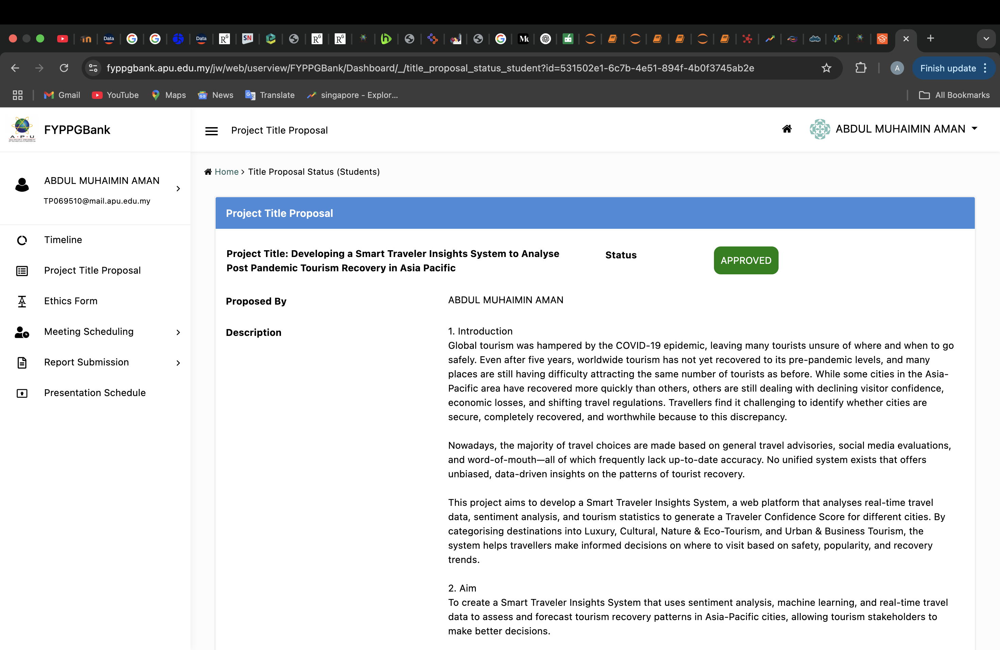 Data
Data
RG
SN
RG
RG
Me
fyppgbank.apu.edu.my/jw/web/userview/FYPPGBank/Dashboard/_/title_proposal_status_student?id=531502e1-6c7b-4e51-894f-4b0f3745ab2e
A
Finish update
Gmail
YouTube
Maps
News
Translate
singapore - Explor...
All Bookmarks
A·P·U
FYPPGBank
Project Title Proposal
ABDUL MUHAIMIN AMAN
Home > Title Proposal Status (Students)
ABDUL MUHAIMIN AMAN
TP069510@mail.apu.edu.my
Timeline
Project Title Proposal
Ethics Form
Meeting Scheduling
Report Submission
Presentation Schedule
Project Title Proposal
Project Title: Developing a Smart Traveler Insights System to Analyse
Post Pandemic Tourism Recovery in Asia Pacific
Status
APPROVED
Proposed By
ABDUL MUHAIMIN AMAN
Description
1. Introduction
Global tourism was hampered by the COVID-19 epidemic, leaving many tourists unsure of where and when to go
safely. Even after five years, worldwide tourism has not yet recovered to its pre-pandemic levels, and many
places are still having difficulty attracting the same number of tourists as before. While some cities in the Asia-
Pacific area have recovered more quickly than others, others are still dealing with declining visitor confidence,
economic losses, and shifting travel regulations. Travellers find it challenging to identify whether cities are
secure, completely recovered, and worthwhile because to this discrepancy.
Nowadays, the majority of travel choices are made based on general travel advisories, social media evaluations,
and word-of-mouth—all of which frequently lack up-to-date accuracy. No unified system exists that offers
unbiased, data-driven insights on the patterns of tourist recovery.
This project aims to develop a Smart Traveler Insights System, a web platform that analyses real-time travel
data, sentiment analysis, and tourism statistics to generate a Traveler Confidence Score for different cities. By
categorising destinations into Luxury, Cultural, Nature & Eco-Tourism, and Urban & Business Tourism, the
system helps travellers make informed decisions on where to visit based on safety, popularity, and recovery
trends.
2. Aim
To create a Smart Traveler Insights System that uses sentiment analysis, machine learning, and real-time travel
data to assess and forecast tourism recovery patterns in Asia-Pacific cities, allowing tourism stakeholders to
make better decisions.